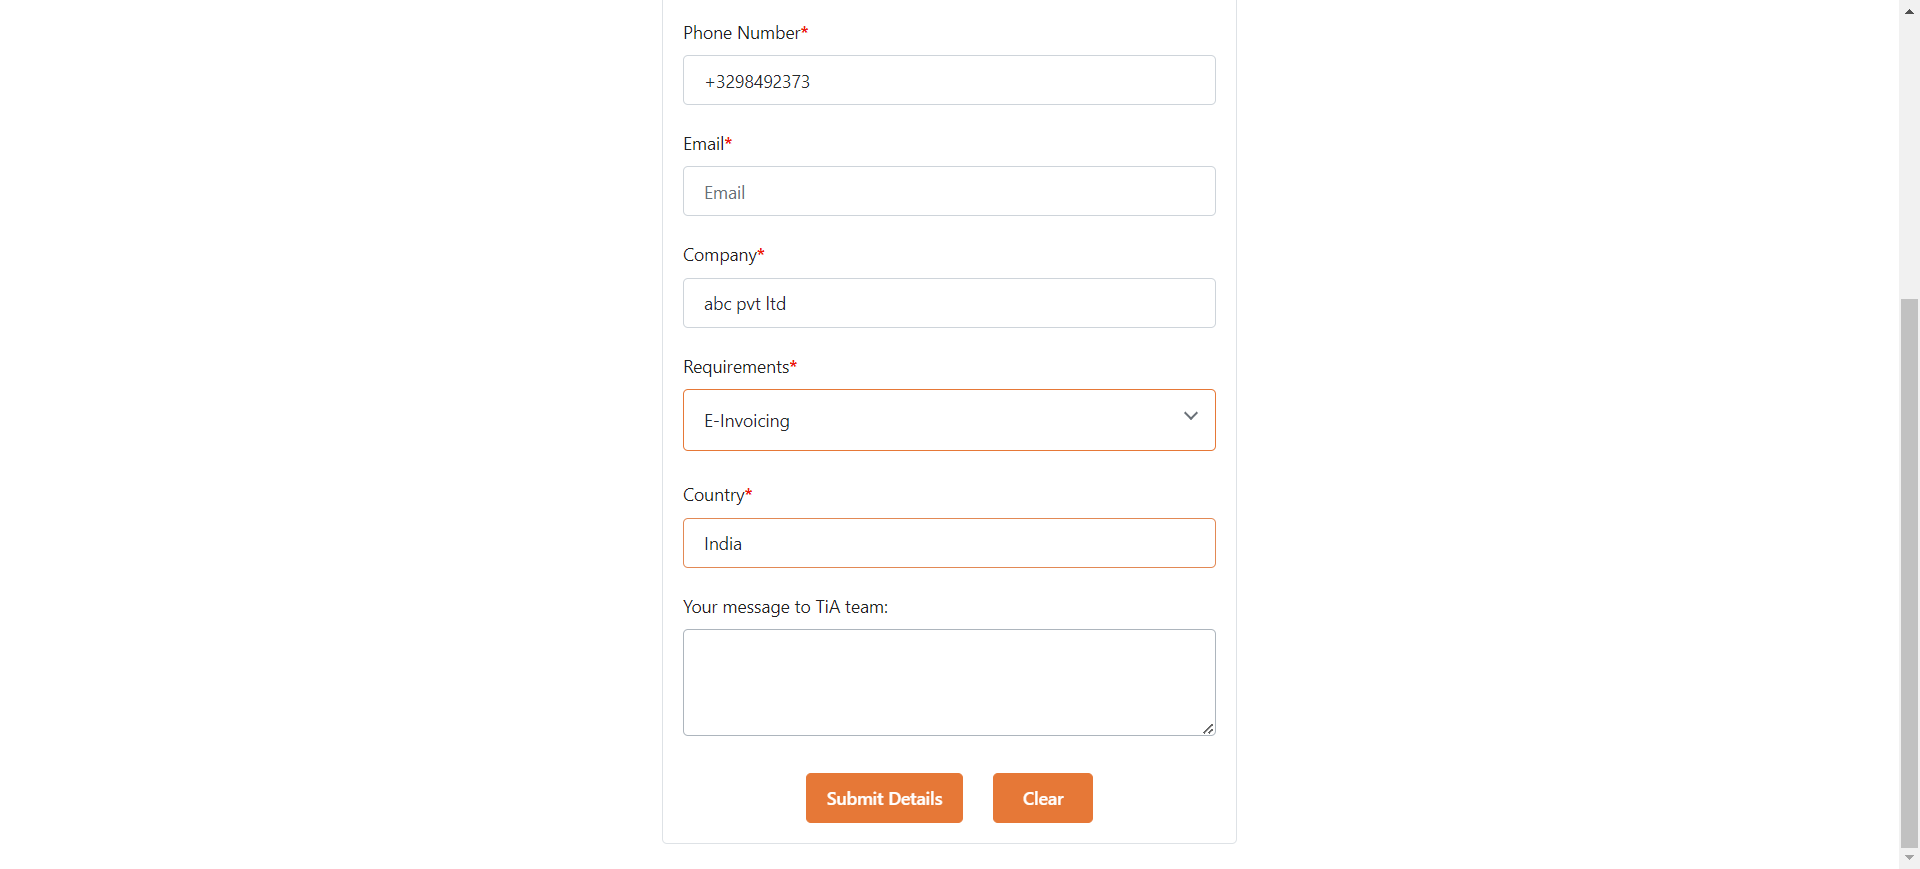 Phone Number*
+3298492373
Email*
Email
Company*
abc pvt ltd
Requirements*
E-Invoicing
Country*
India
Your message to TiA team:
Submit Details
Clear